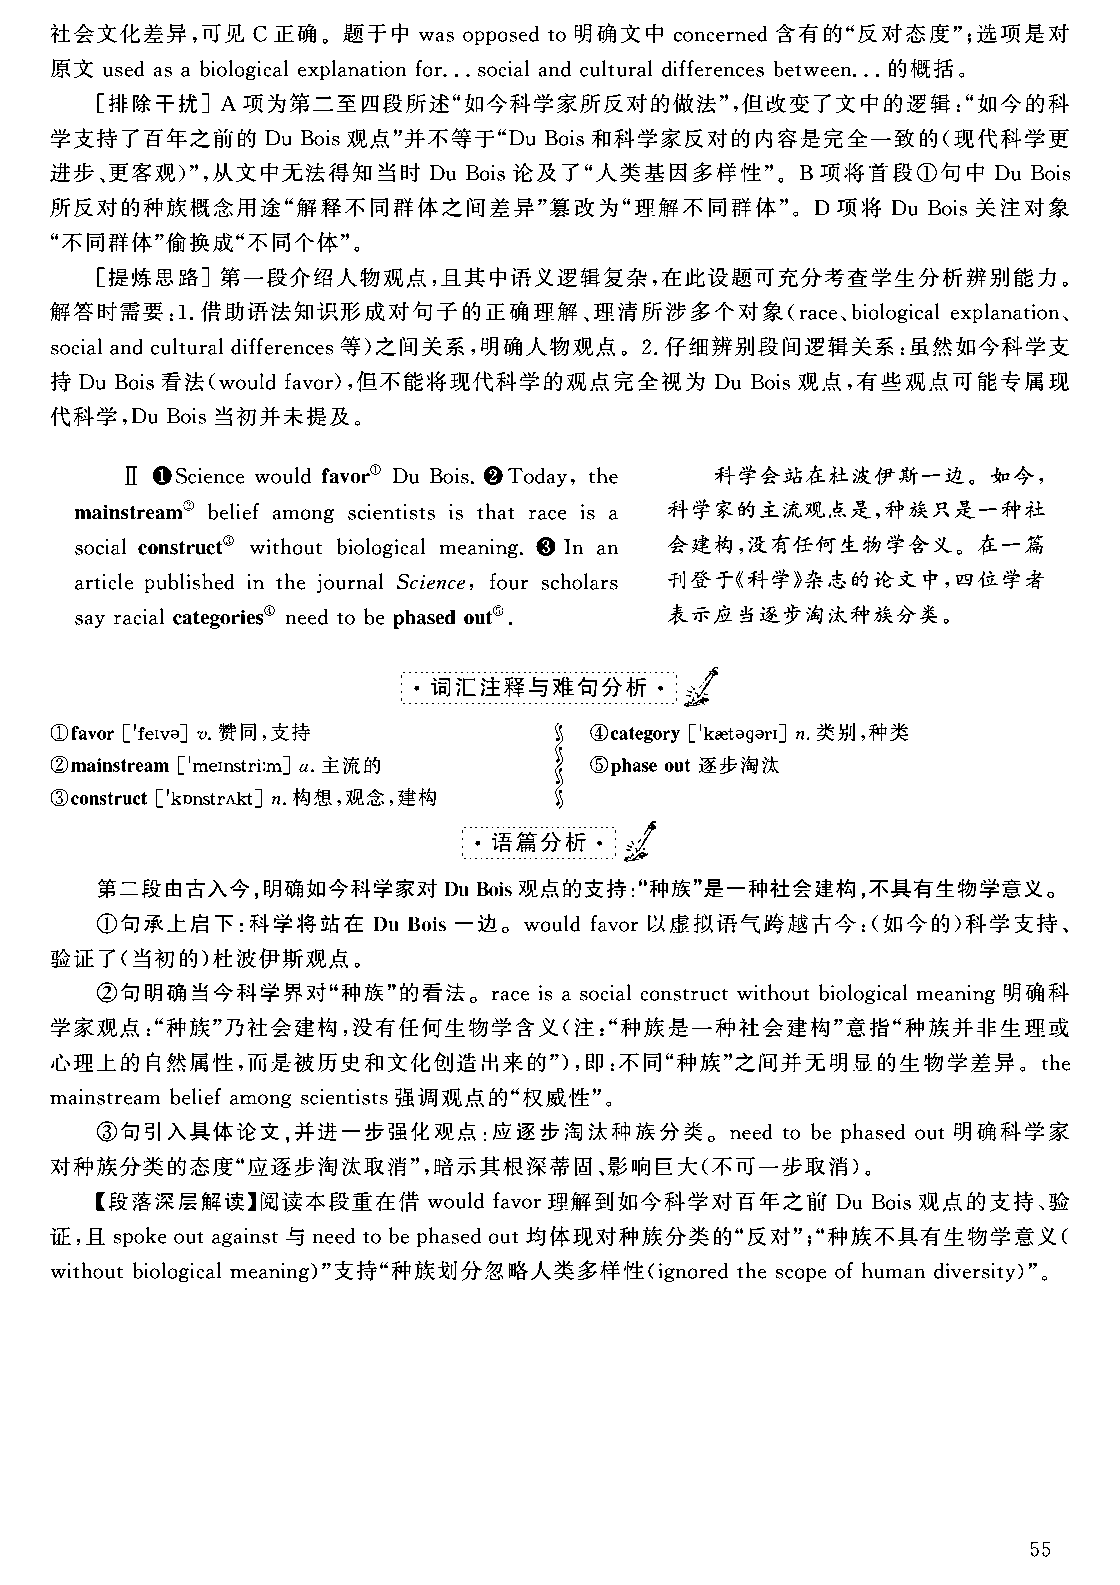 社会文化差异,可见 C 正确。题干中 was opposed to 明确文中 concerned 含有的“反对态度”;选项是对
原文 used as a biological explanation for... social and cultural differences between... 的概括。
[排除干扰] A 项为第二至四段所述“如今科学家所反对的做法”,但改变了文中的逻辑:“如今的科
学支持了百年之前的 Du Bois 观点”并不等于“Du Bois 和科学家反对的内容是完全一致的(现代科学更
进步、更客观)”,从文中无法得知当时 Du Bois 论及了“人类基因多样性”。B 项将首段①句中 Du Bois
所反对的种族概念用途“解释不同群体之间差异”篡改为“理解不同群体”。D 项将 Du Bois 关注对象
“不同群体”偷换成“不同个体”。
[提炼思路] 第一段介绍人物观点,且其中语义逻辑复杂,在此设题可充分考查学生分析辨别能力。
解答时需要:1. 借助语法知识形成对句子的正确理解、理清所涉多个对象(race、biological explanation、
social and cultural differences 等)之间关系,明确人物观点。2. 仔细辨别段间逻辑关系:虽然如今科学支
持 Du Bois 看法(would favor),但不能将现代科学的观点完全视为 Du Bois 观点,有些观点可能专属现
代科学,Du Bois 当初并未提及。
Ⅱ ❶Science would favor① Du Bois. ❷Today, the
mainstream② belief among scientists is that race is a
social construct③ without biological meaning. ❸ In an
article published in the journal Science, four scholars
say racial categories④ need to be phased out⑤.
科学会站在杜波伊斯一边。如今,
科学家的主流观点是,种族只是一种社
会建构,没有任何生物学含义。在一篇
刊登于《科学》杂志的论文中,四位学者
表示应当逐步淘汰种族分类。
·词汇注释与难句分析·
①favor [ˈfeɪvə] v. 赞同,支持
②mainstream [ˈmeɪnstriːm] a. 主流的
③construct [ˈkɒnstrʌkt] n. 构想,观念,建构
④category [ˈkætəgərɪ] n. 类别,种类
⑤phase out 逐步淘汰
·语篇分析·
第二段由古入今,明确如今科学家对 Du Bois 观点的支持:“种族”是一种社会建构,不具有生物学意义。
①句承上启下:科学将站在 Du Bois 一边。would favor 以虚拟语气跨越古今:(如今的)科学支持、
验证了(当初的)杜波伊斯观点。
②句明确当今科学界对“种族”的看法。race is a social construct without biological meaning 明确科
学家观点:“种族”乃社会建构,没有任何生物学含义(注:“种族是一种社会建构”意指“种族并非生理或
心理上的自然属性,而是被历史和文化创造出来的”),即:不同“种族”之间并无明显的生物学差异。the
mainstream belief among scientists 强调观点的“权威性”。
③句引入具体论文,并进一步强化观点:应逐步淘汰种族分类。need to be phased out 明确科学家
对种族分类的态度“应逐步淘汰取消”,暗示其根深蒂固、影响巨大(不可一步取消)。
【段落深层解读】阅读本段重在借 would favor 理解到如今科学对百年之前 Du Bois 观点的支持、验
证,且 spoke out against 与 need to be phased out 均体现对种族分类的“反对”;“种族不具有生物学意义(
without biological meaning)”支持“种族划分忽略人类多样性(ignored the scope of human diversity)”。
55